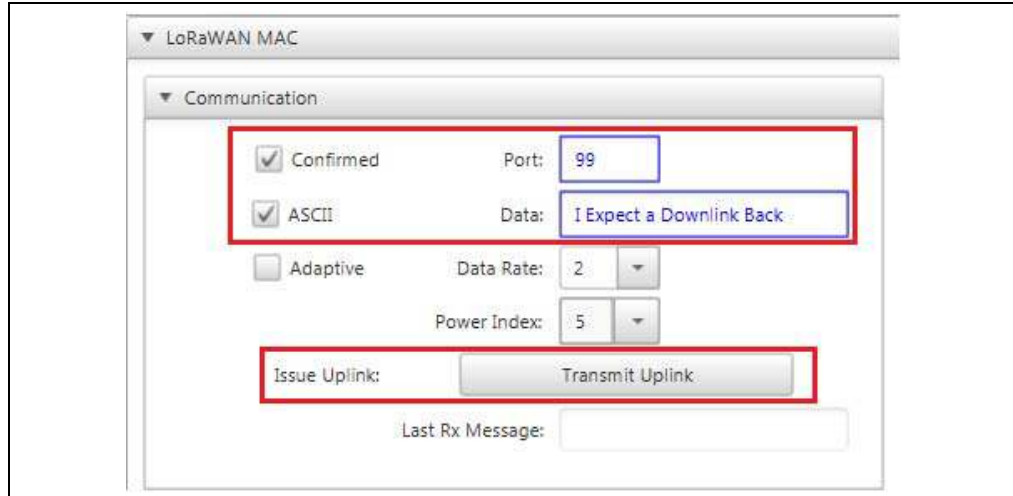 LoRaWAN MAC
Communication
Confirmed Port: 99
ASCII Data: I Expect a Downlink Back
Adaptive Data Rate: 2
Power Index: 5
Issue Uplink: Transmit Uplink
Last Rx Message: